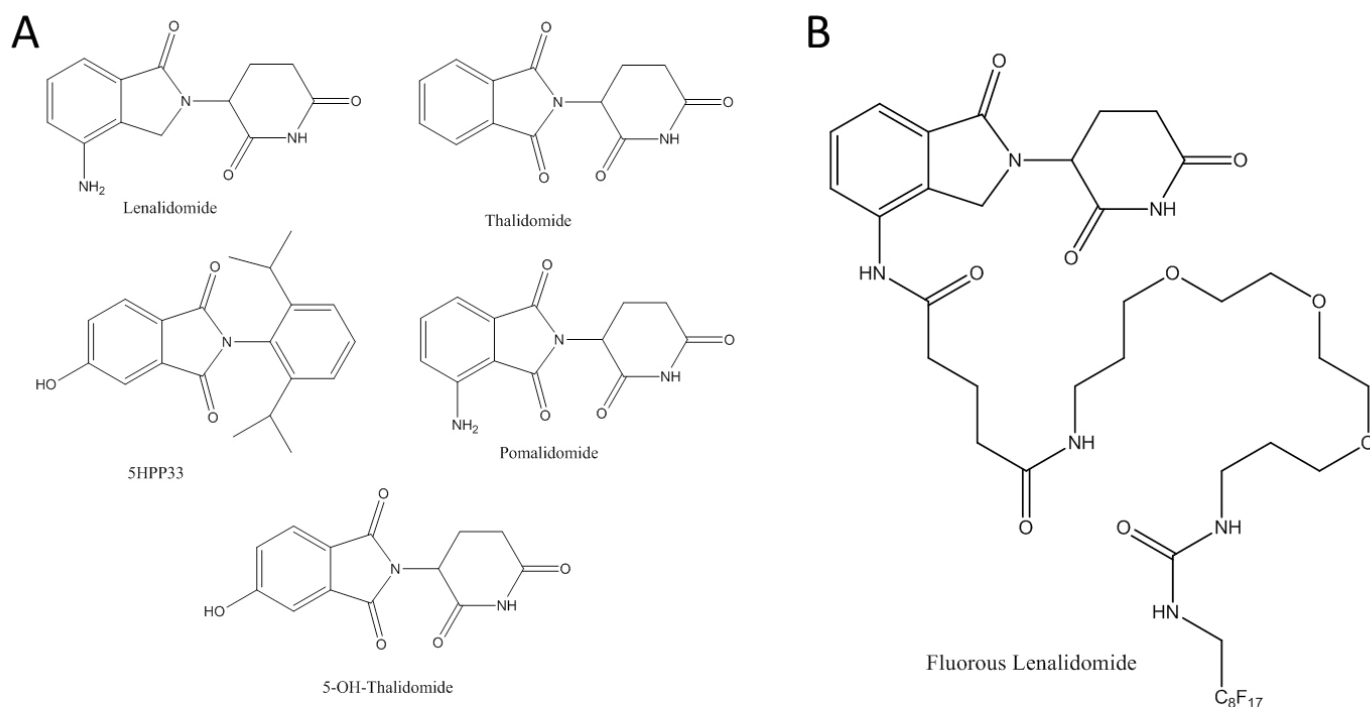 A
B
O
N
O
NH
O
NH₂
Lenalidomide
O
N
O
O
NH
O
Thalidomide
O
N
O
HO
5HPP33
O
N
O
O
NH
O
NH₂
Pomalidomide
O
N
O
HO
O
NH
O
5-OH-Thalidomide
O
N
O
NH
O
HN
O
O
NH
O
O
O
O
NH
O
HN
C₈F₁₇
Fluorous Lenalidomide